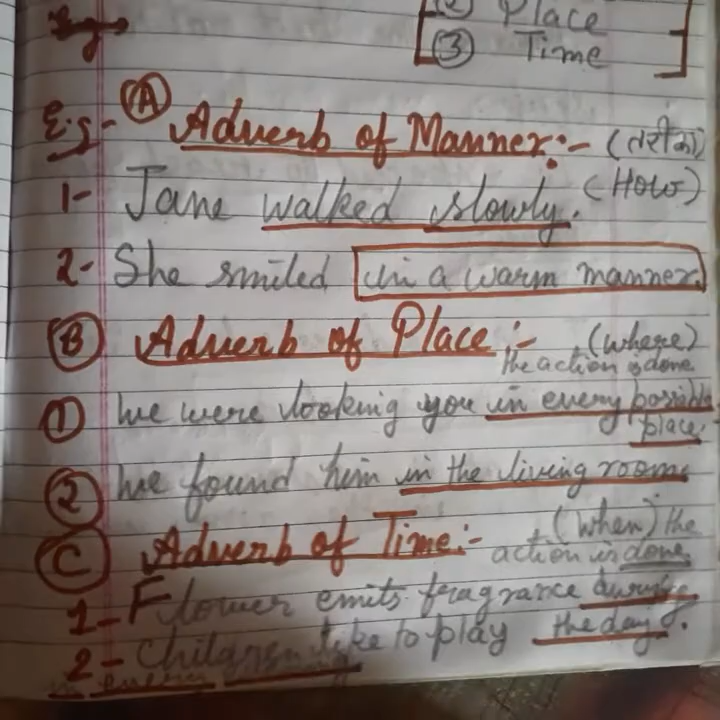 ② Place
③ Time
E.g- Ⓐ Adverb of Manner:- (तरीका)
(How)
1- Jane walked slowly.
2- She smiled in a warm manner.
Ⓑ Adverb of Place:- (where)
the action is done
① We were looking you in every possible
place.
② We found him in the living room
Ⓒ Adverb of Time:- (When) the
action is done
1- Flower emits fragrance during
the day.
2- Children like to play